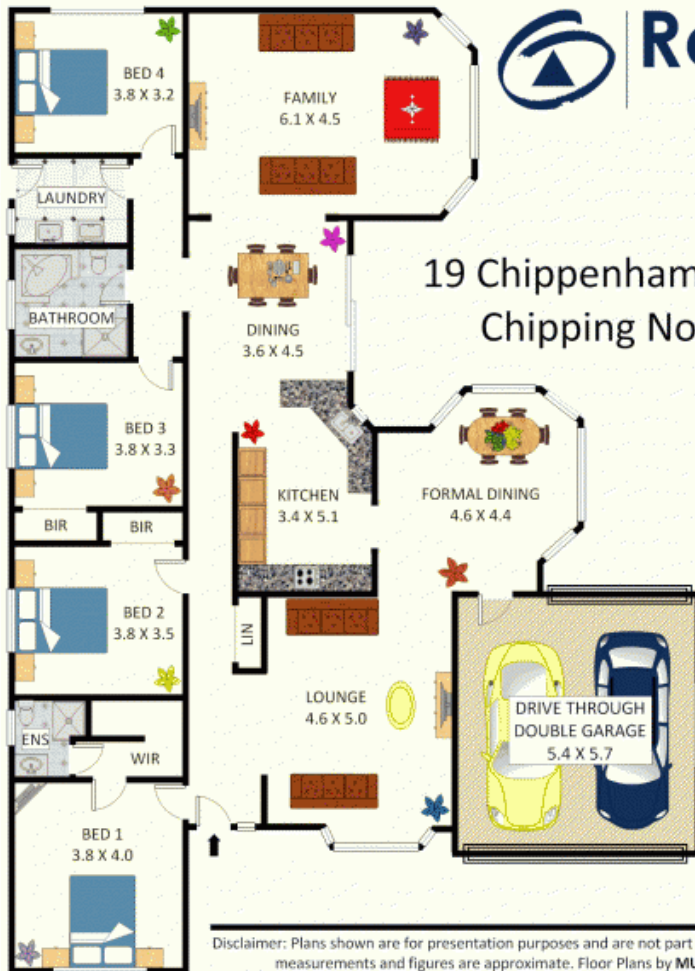 Re
BED 4
3.8 X 3.2
FAMILY
6.1 X 4.5
LAUNDRY
19 Chippenham
Chipping No
BATHROOM
DINING
3.6 X 4.5
BED 3
3.8 X 3.3
KITCHEN
3.4 X 5.1
FORMAL DINING
4.6 X 4.4
BIR
BIR
BED 2
3.8 X 3.5
LIN
LOUNGE
4.6 X 5.0
DRIVE THROUGH
DOUBLE GARAGE
5.4 X 5.7
ENS
WIR
BED 1
3.8 X 4.0
Disclaimer: Plans shown are for presentation purposes and are not part
measurements and figures are approximate. Floor Plans by